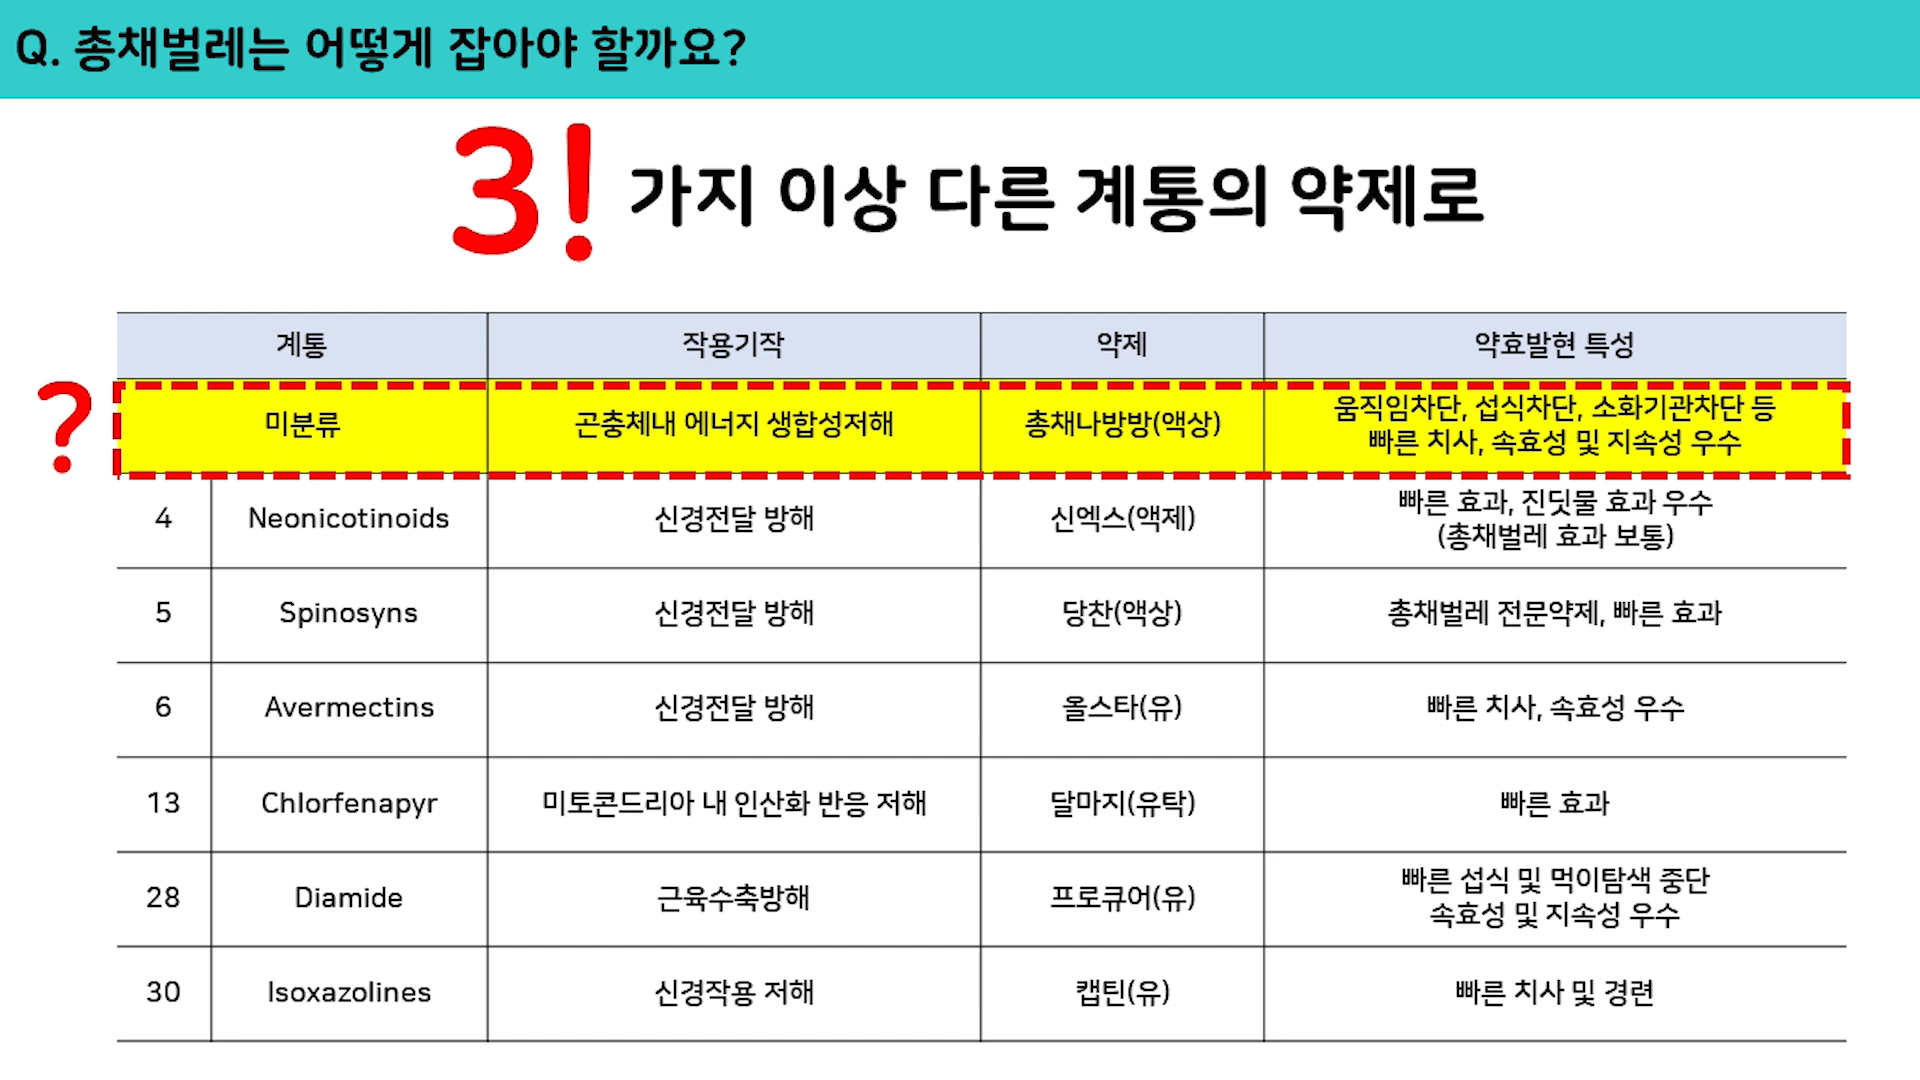 Q. 총채벌레는 어떻게 잡아야 할까요?
3! 가지 이상 다른 계통의 약제로
계통 작용기작 약제 약효발현 특성
?
미분류 곤충체내 에너지 생합성저해 총채나방방(액상) 움직임차단, 섭식차단, 소화기관차단 등
빠른 치사, 속효성 및 지속성 우수
4 Neonicotinoids 신경전달 방해 신엑스(액제) 빠른 효과, 진딧물 효과 우수
(총채벌레 효과 보통)
5 Spinosyns 신경전달 방해 당찬(액상) 총채벌레 전문약제, 빠른 효과
6 Avermectins 신경전달 방해 올스타(유) 빠른 치사, 속효성 우수
13 Chlorfenapyr 미토콘드리아 내 인산화 반응 저해 달마지(유탁) 빠른 효과
28 Diamide 근육수축방해 프로큐어(유) 빠른 섭식 및 먹이탐색 중단
속효성 및 지속성 우수
30 Isoxazolines 신경작용 저해 캡틴(유) 빠른 치사 및 경련